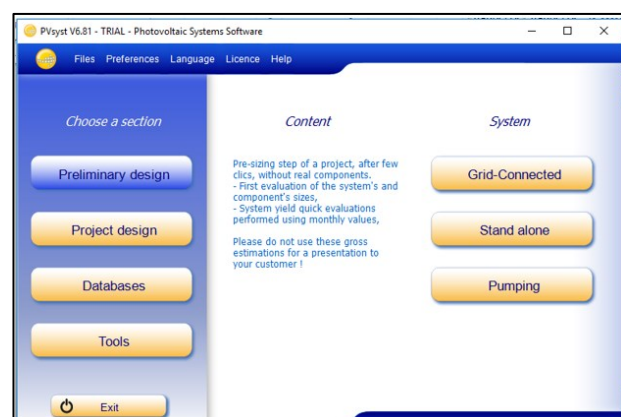 PVsyst V6.81 - TRIAL - Photovoltaic Systems Software
Files Preferences Language Licence Help
Choose a section
Preliminary design
Project design
Databases
Tools
Exit
Content
Pre-sizing step of a project, after few
clics, without real components.
- First evaluation of the system's and
component's sizes,
- System yield quick evaluations
performed using monthly values,
Please do not use these gross
estimations for a presentation to
your customer !
System
Grid-Connected
Stand alone
Pumping